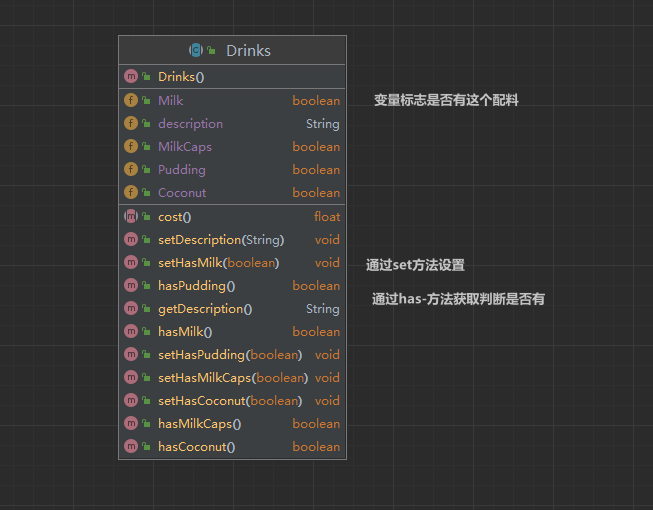 Drinks
Drinks()
Milk boolean 变量标志是否有这个配料
description String
MilkCaps boolean
Pudding boolean
Coconut boolean
cost() float
setDescription(String) void
setHasMilk(boolean) void 通过set方法设置
hasPudding() boolean
getDescription() String 通过has-方法获取判断是否有
hasMilk() boolean
setHasPudding(boolean) void
setHasMilkCaps(boolean) void
setHasCoconut(boolean) void
hasMilkCaps() boolean
hasCoconut() boolean